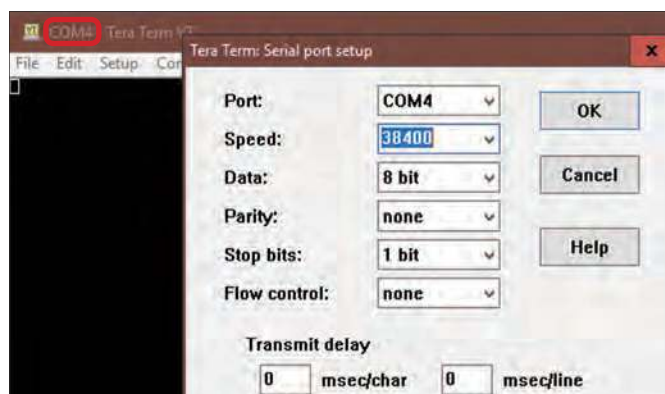 COM4 - Tera Term VT
File Edit Setup Con
Tera Term: Serial port setup
x
Port: COM4
Speed: 38400
Data: 8 bit
Parity: none
Stop bits: 1 bit
Flow control: none
OK
Cancel
Help
Transmit delay
0 msec/char 0 msec/line